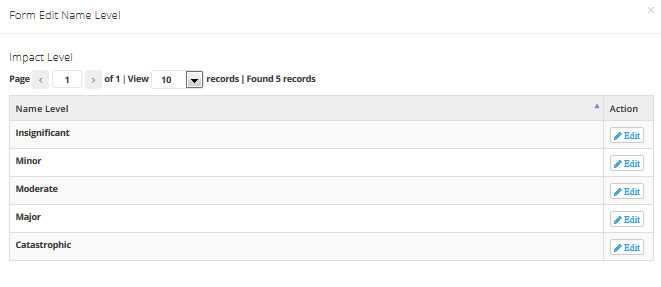 Form Edit Name Level
×
Impact Level
Page < 1 > of 1 | View 10 records | Found 5 records
Name Level Action
Insignificant Edit
Minor Edit
Moderate Edit
Major Edit
Catastrophic Edit